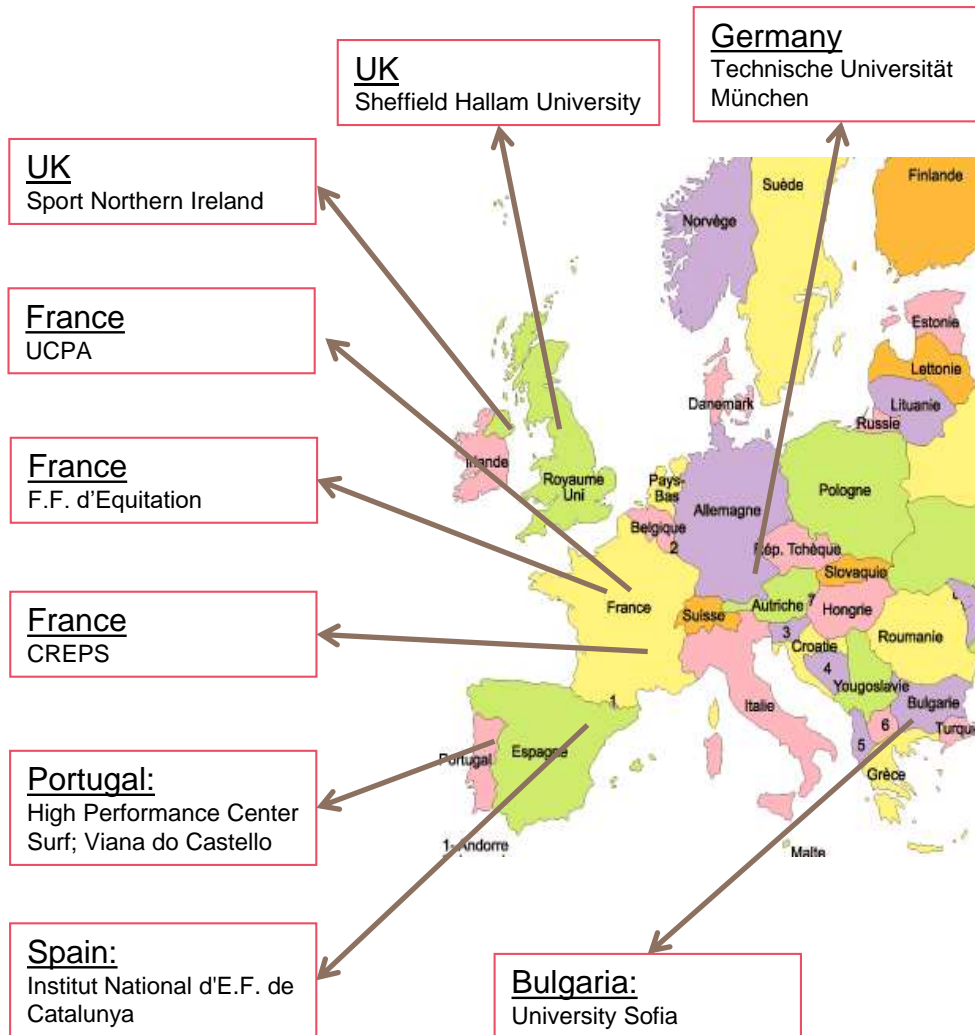 Germany
Technische Universität
München
UK
Sheffield Hallam University
UK
Sport Northern Ireland
France
UCPA
France
F.F. d'Equitation
France
CREPS
Portugal:
High Performance Center
Surf; Viana do Castello
Spain:
Institut National d'E.F. de
Catalunya
Bulgaria:
University Sofia
Finlande
Suède
Norvège
Estonie
Lettonie
Lituanie
Russie
Danemark
Irlande
Royaume
Uni
Pays-
Bas
Belgique
2
Allemagne
Pologne
Rép. Tchèque
Slovaquie
France
Suisse
Autriche
Hongrie
3
Croatie
Roumanie
4
Yougoslavie
1
Italie
Bulgarie
6
5
Espagne
Portugal
Grèce
1- Andorre
Malte